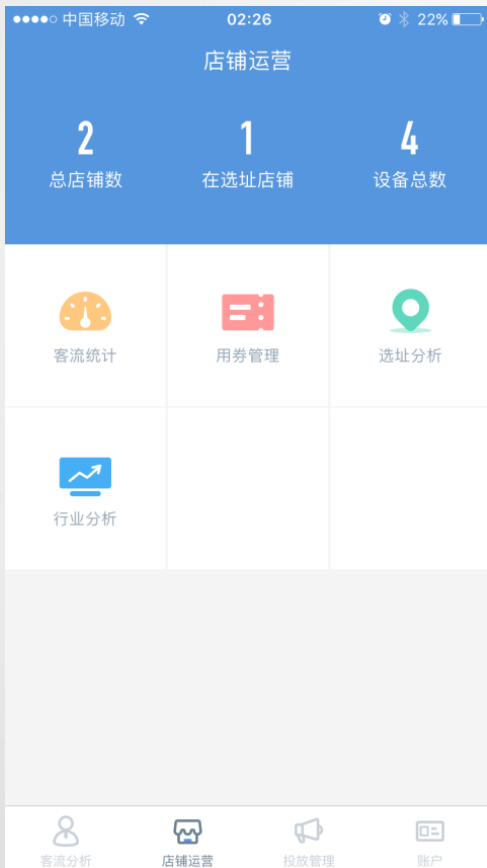 中国移动 02:26 22%
店铺运营
2 1 4
总店铺数 在选址店铺 设备总数
客流统计 用券管理 选址分析
行业分析
客流分析 店铺运营 投放管理 账户